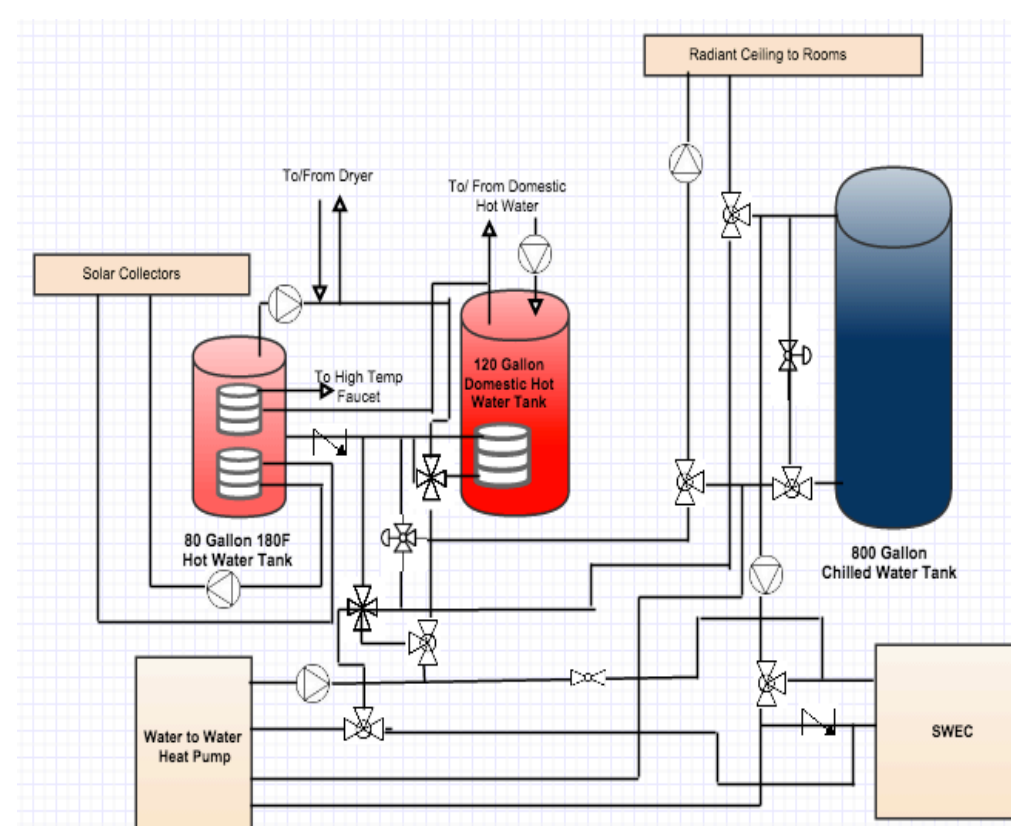 Radiant Ceiling to Rooms
To/From Dryer
To/ From Domestic
Hot Water
Solar Collectors
120 Gallon
Domestic Hot
Water Tank
To High Temp
Faucet
80 Gallon 180F
Hot Water Tank
800 Gallon
Chilled Water Tank
Water to Water
Heat Pump
SWEC